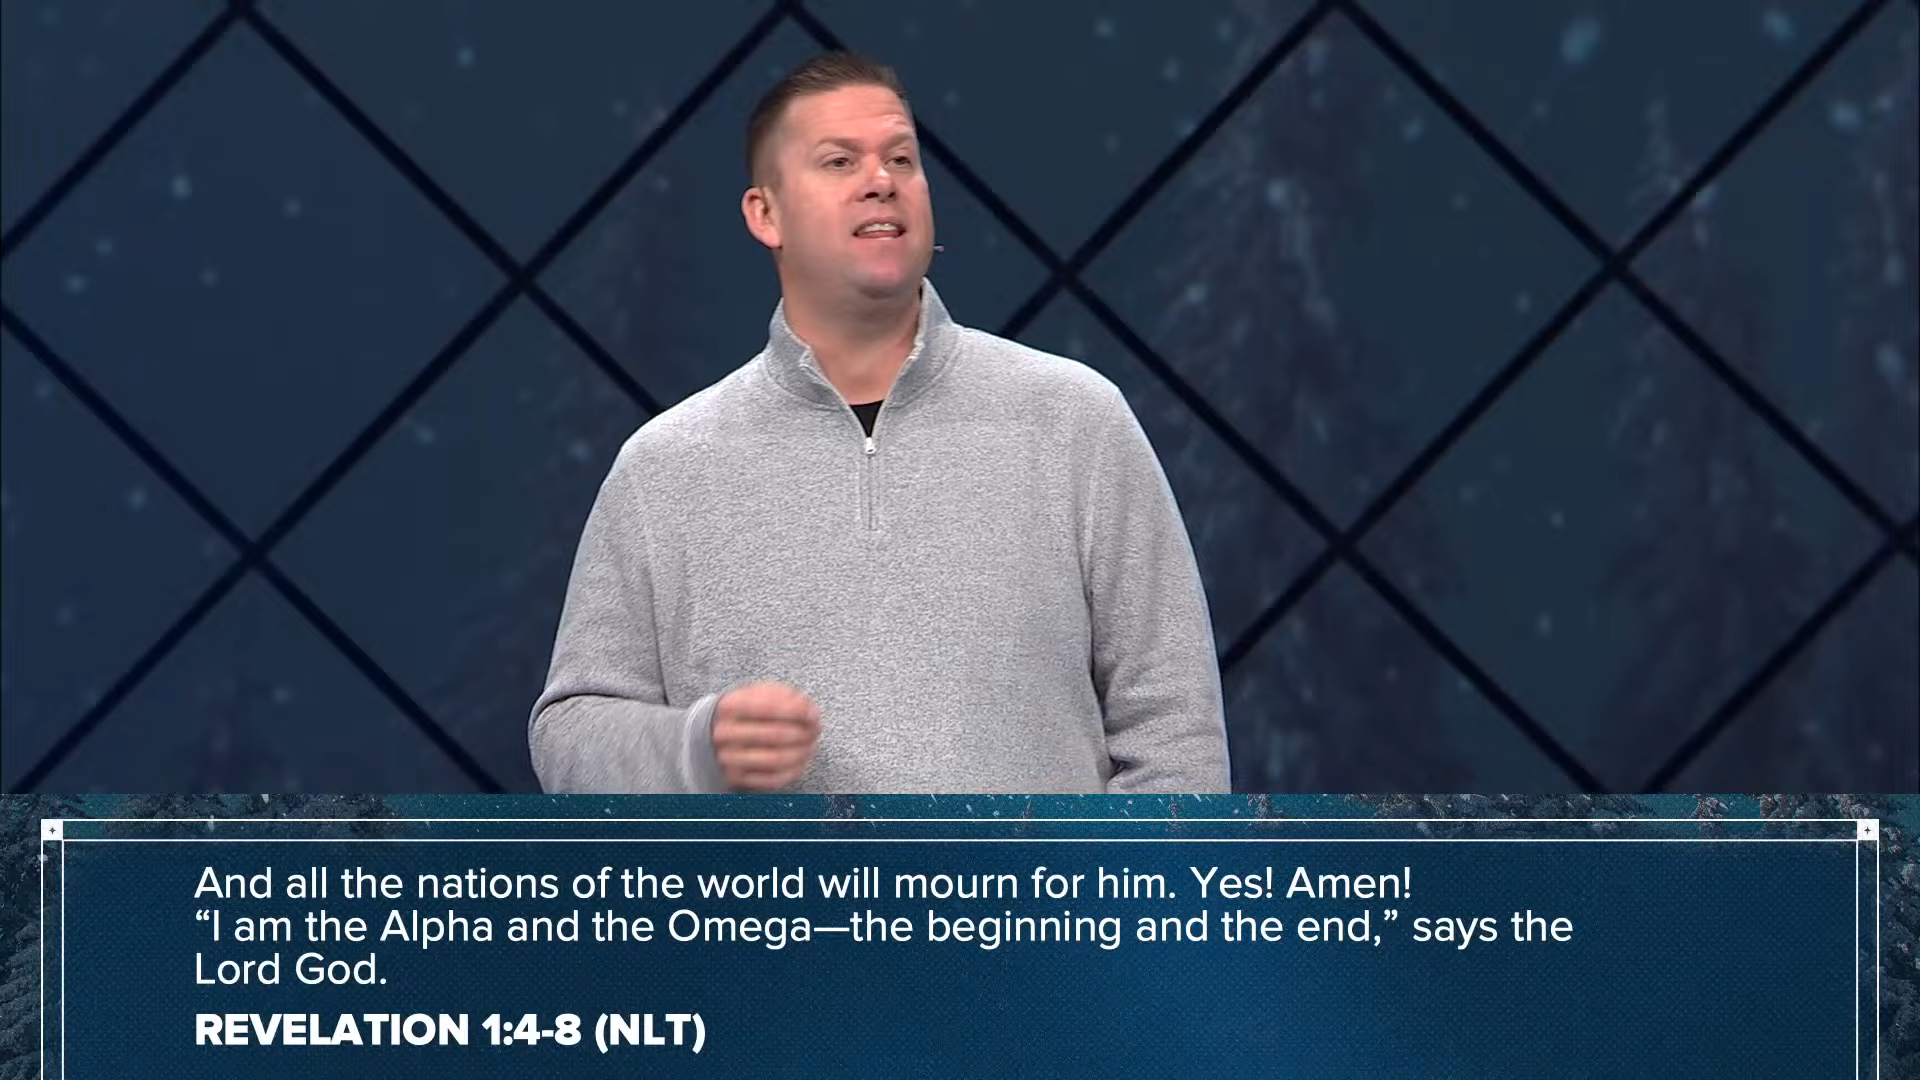 And all the nations of the world will mourn for him. Yes! Amen!
“I am the Alpha and the Omega—the beginning and the end,” says the
Lord God.
REVELATION 1:4-8 (NLT)